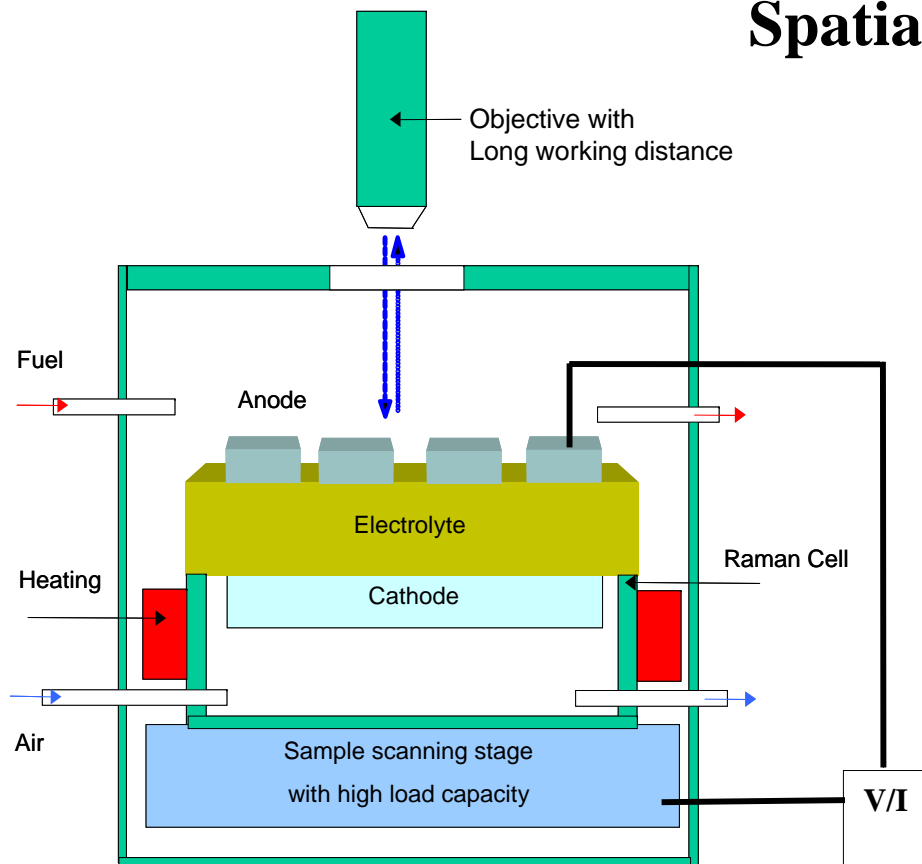 Spatia
Objective with
Long working distance
Fuel
Anode
Electrolyte
Heating
Raman Cell
Cathode
Air
Sample scanning stage
with high load capacity
V/I